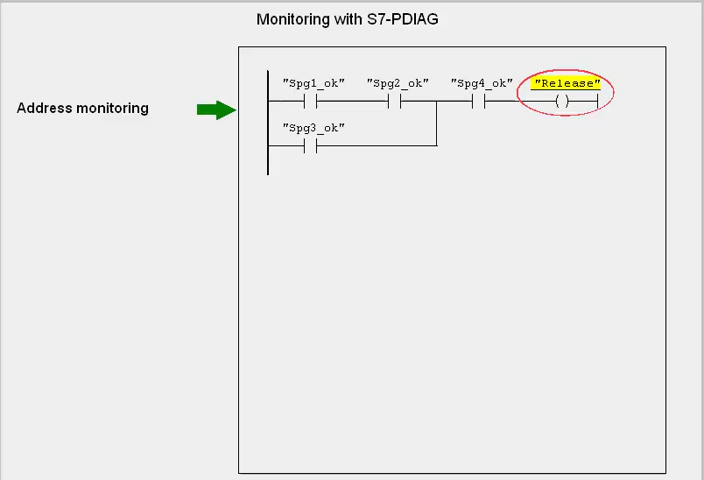 Monitoring with S7-PDIAG
Address monitoring
"Spg1_ok" "Spg2_ok" "Spg4_ok" "Release"
"Spg3_ok"